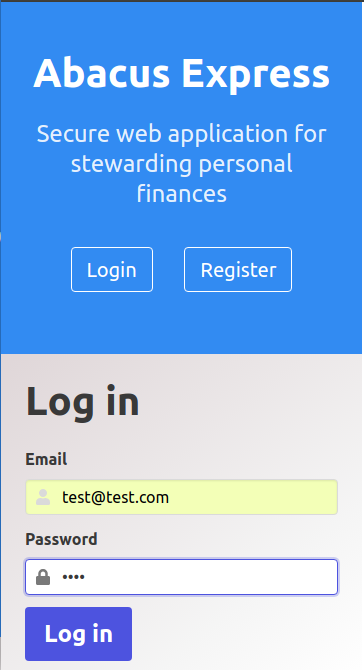 Abacus Express
Secure web application for
stewarding personal
finances
Login
Register
Log in
Email
test@test.com
Password
••••
Log in